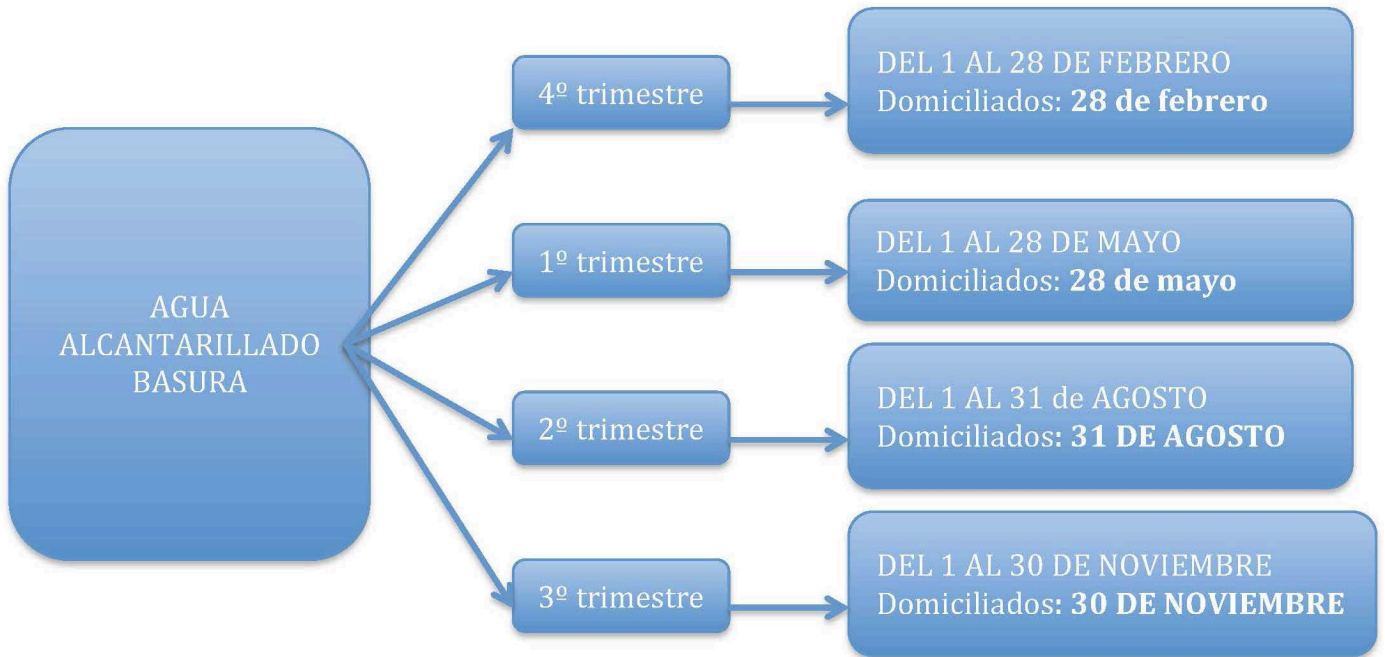 AGUA
ALCANTARILLADO
BASURA
4º trimestre
DEL 1 AL 28 DE FEBRERO
Domiciliados: 28 de febrero
1º trimestre
DEL 1 AL 28 DE MAYO
Domiciliados: 28 de mayo
2º trimestre
DEL 1 AL 31 de AGOSTO
Domiciliados: 31 DE AGOSTO
3º trimestre
DEL 1 AL 30 DE NOVIEMBRE
Domiciliados: 30 DE NOVIEMBRE